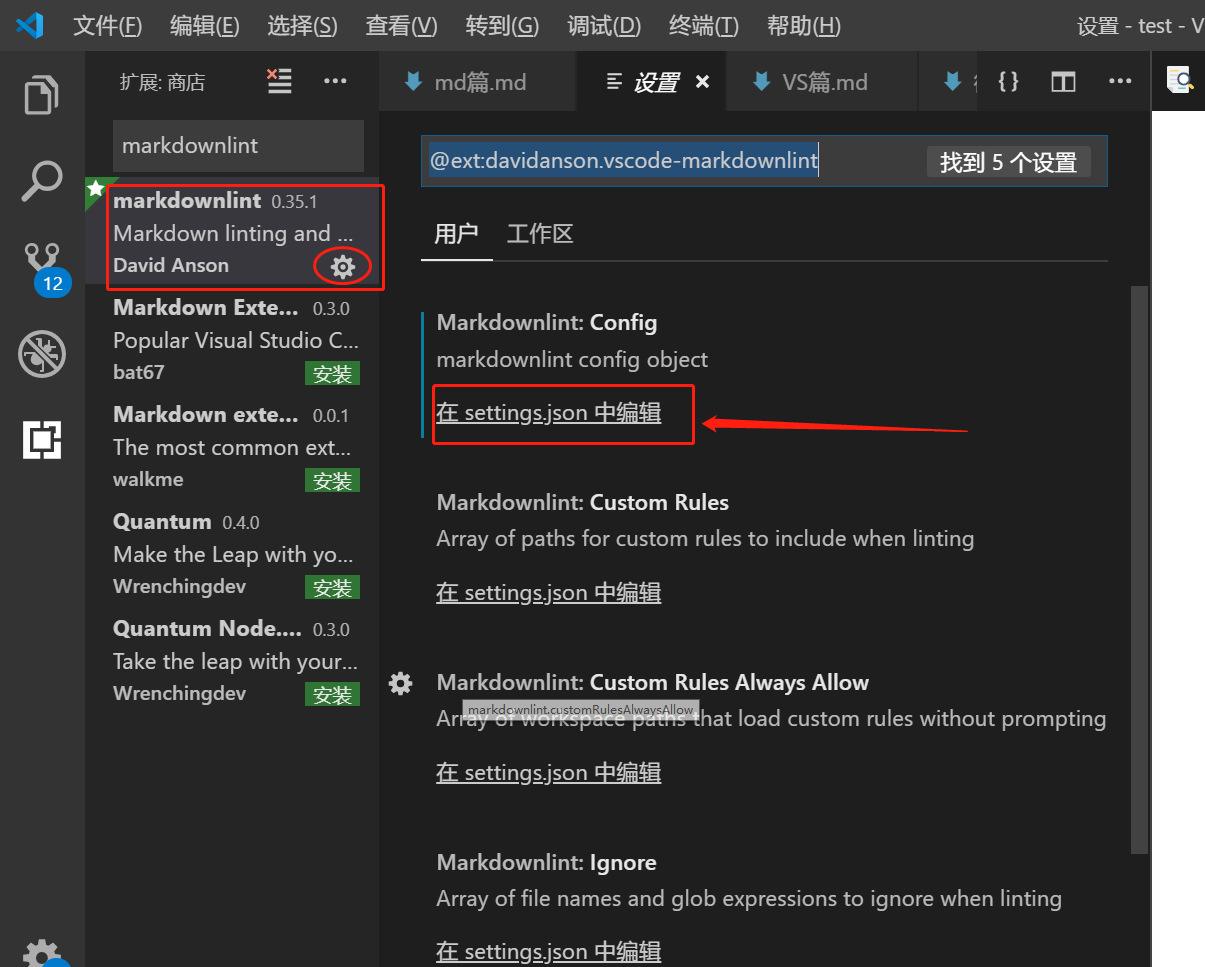 文件(F) 编辑(E) 选择(S) 查看(V) 转到(G) 调试(D) 终端(T) 帮助(H) 设置 - test - V
扩展: 商店
md篇.md 设置 VS篇.md
markdownlint
markdownlint 0.35.1
Markdown linting and ...
David Anson
Markdown Exte... 0.3.0
Popular Visual Studio C...
bat67 安装
Markdown exte... 0.0.1
The most common ext...
walkme 安装
Quantum 0.4.0
Make the Leap with yo...
Wrenchingdev 安装
Quantum Node.... 0.3.0
Take the leap with your...
Wrenchingdev 安装
12
@ext:davidanson.vscode-markdownlint 找到 5 个设置
用户 工作区
Markdownlint: Config
markdownlint config object
在 settings.json 中编辑
Markdownlint: Custom Rules
Array of paths for custom rules to include when linting
在 settings.json 中编辑
Markdownlint: Custom Rules Always Allow
markdownlint.customRulesAlwaysAllow
Array of workspace paths that load custom rules without prompting
在 settings.json 中编辑
Markdownlint: Ignore
Array of file names and glob expressions to ignore when linting
在 settings.json 中编辑